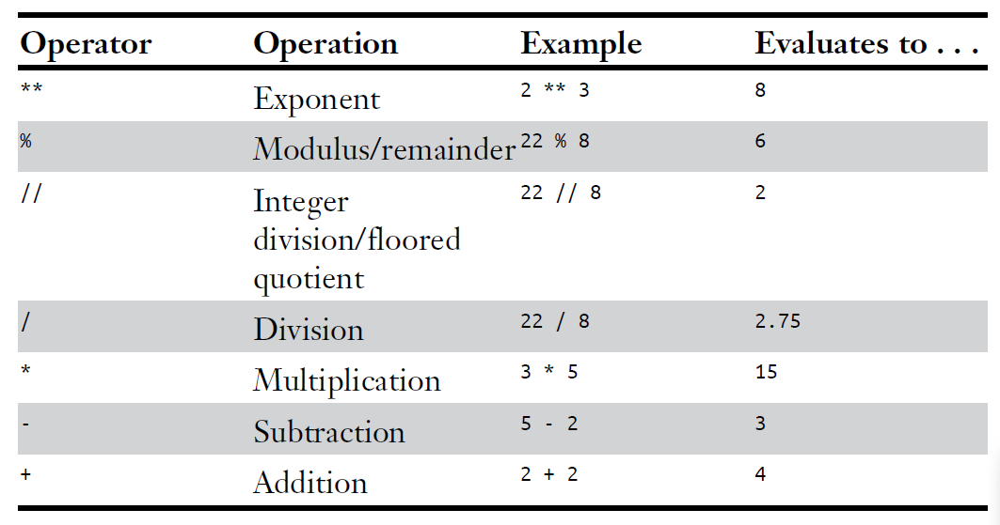 Operator Operation Example Evaluates to . . .
** Exponent 2 ** 3 8
% Modulus/remainder 22 % 8 6
// Integer division/floored quotient 22 // 8 2
/ Division 22 / 8 2.75
* Multiplication 3 * 5 15
- Subtraction 5 - 2 3
+ Addition 2 + 2 4